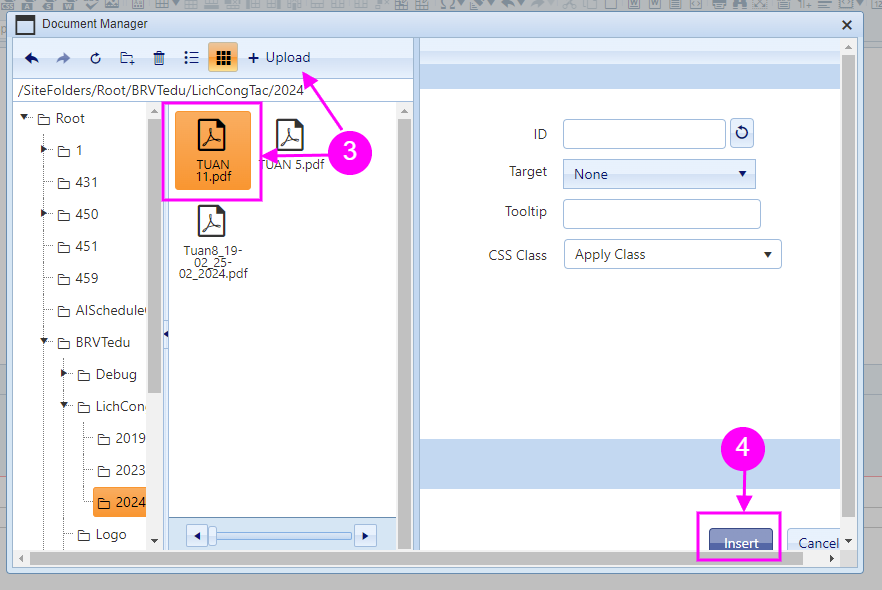 Document Manager
Upload
/SiteFolders/Root/BRVTedu/LichCongTac/2024
Root
1
431
450
451
459
AISchedule
BRVTedu
Debug
LichCon
2019
2023
2024
Logo
TUAN
11.pdf
TUAN 5.pdf
Tuan8_19-
02_25-
02_2024.pdf
3
ID
Target
None
Tooltip
CSS Class
Apply Class
4
Insert
Cancel